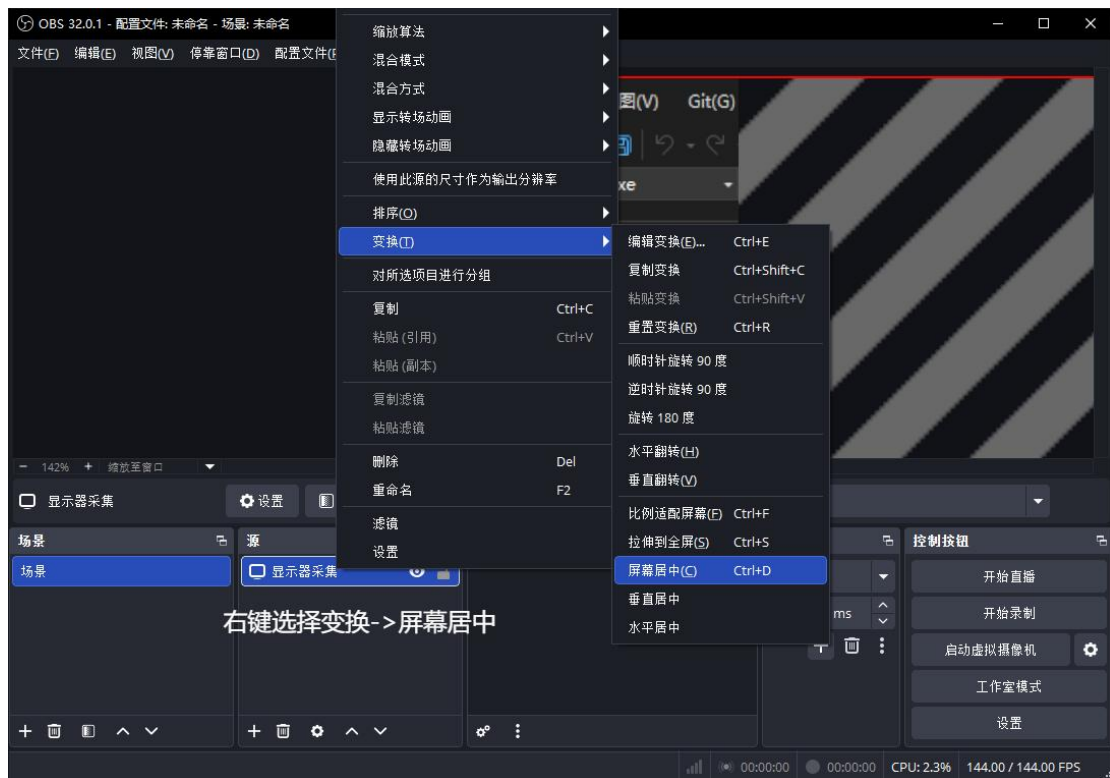 OBS 32.0.1 - 配置文件: 未命名 - 场景: 未命名
文件(F) 编辑(E) 视图(V) 停靠窗口(D) 配置文件(
缩放算法
混合模式
混合方式
显示转场动画
隐藏转场动画
使用此源的尺寸作为输出分辨率
排序(O)
变换(T)
对所选项目进行分组
复制 Ctrl+C
粘贴 (引用) Ctrl+V
粘贴 (副本)
复制滤镜
粘贴滤镜
删除 Del
重命名 F2
滤镜
设置
图(V) Git(G)
xe
编辑变换(E)... Ctrl+E
复制变换 Ctrl+Shift+C
粘贴变换 Ctrl+Shift+V
重置变换(R) Ctrl+R
顺时针旋转 90 度
逆时针旋转 90 度
旋转 180 度
水平翻转(H)
垂直翻转(V)
比例适配屏幕(F) Ctrl+F
拉伸到全屏(S) Ctrl+S
屏幕居中(C) Ctrl+D
垂直居中
水平居中
142% 缩放至窗口
显示器采集 设置
场景
场景
源
显示器采集
右键选择变换->屏幕居中
ms
控制按钮
开始直播
开始录制
启动虚拟摄像机
工作室模式
设置
00:00:00 00:00:00 CPU: 2.3% 144.00 / 144.00 FPS